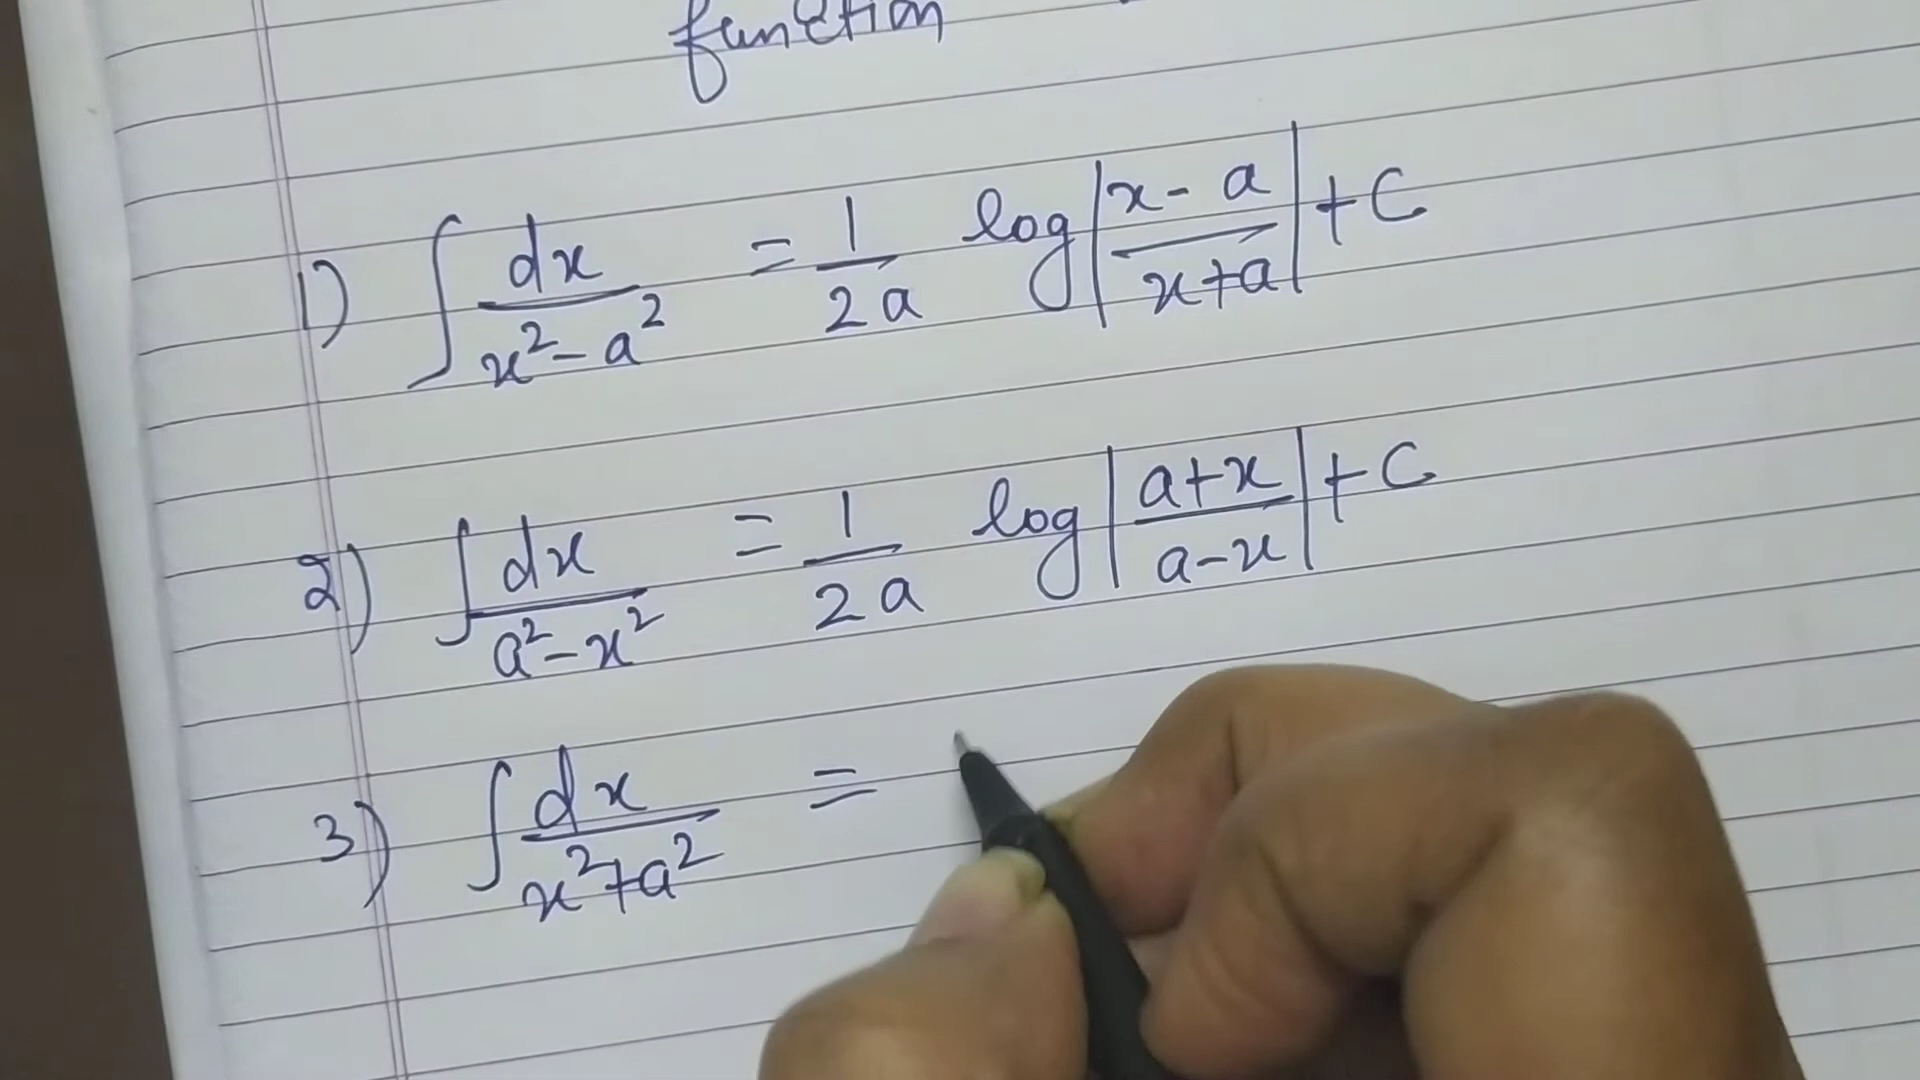 function
1) ∫ dx/(x² - a²) = 1/(2a) log |(x - a)/(x + a)| + C
2) ∫ dx/(a² - x²) = 1/(2a) log |(a + x)/(a - x)| + C
3) ∫ dx/(x² + a²) =